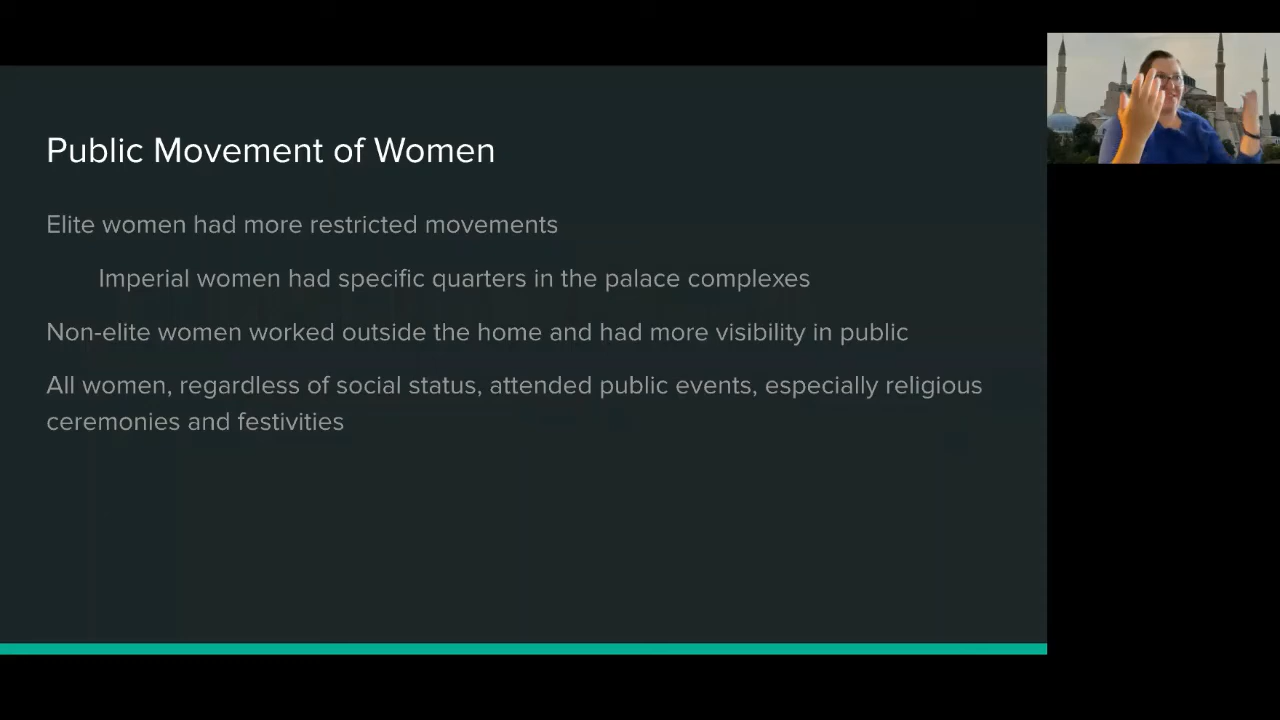 Public Movement of Women
Elite women had more restricted movements
Imperial women had specific quarters in the palace complexes
Non-elite women worked outside the home and had more visibility in public
All women, regardless of social status, attended public events, especially religious
ceremonies and festivities